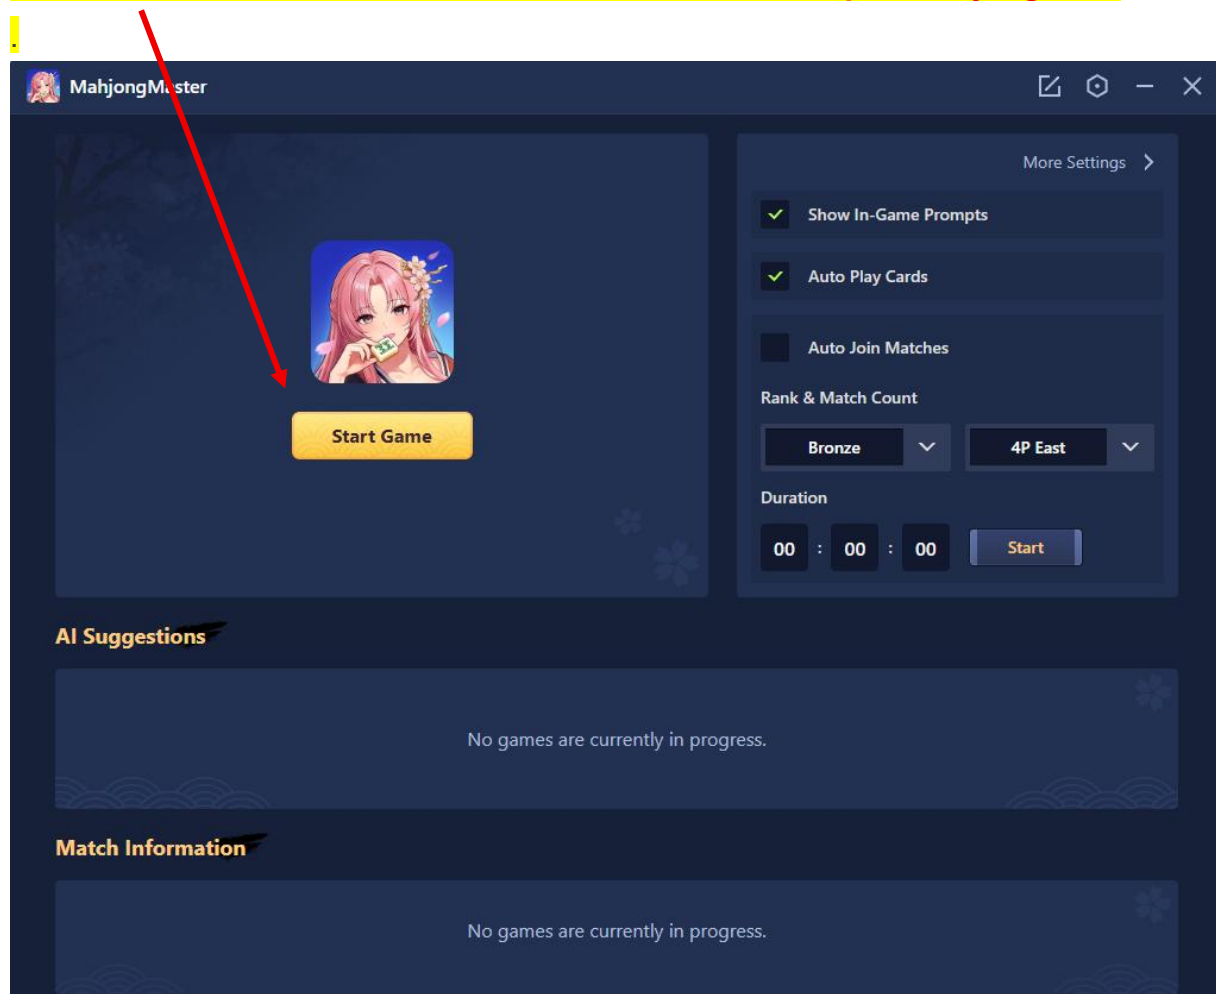 .
MahjongMaster
More Settings
Show In-Game Prompts
Auto Play Cards
Auto Join Matches
Rank & Match Count
Start Game
Bronze
4P East
Duration
00 : 00 : 00
Start
AI Suggestions
No games are currently in progress.
Match Information
No games are currently in progress.